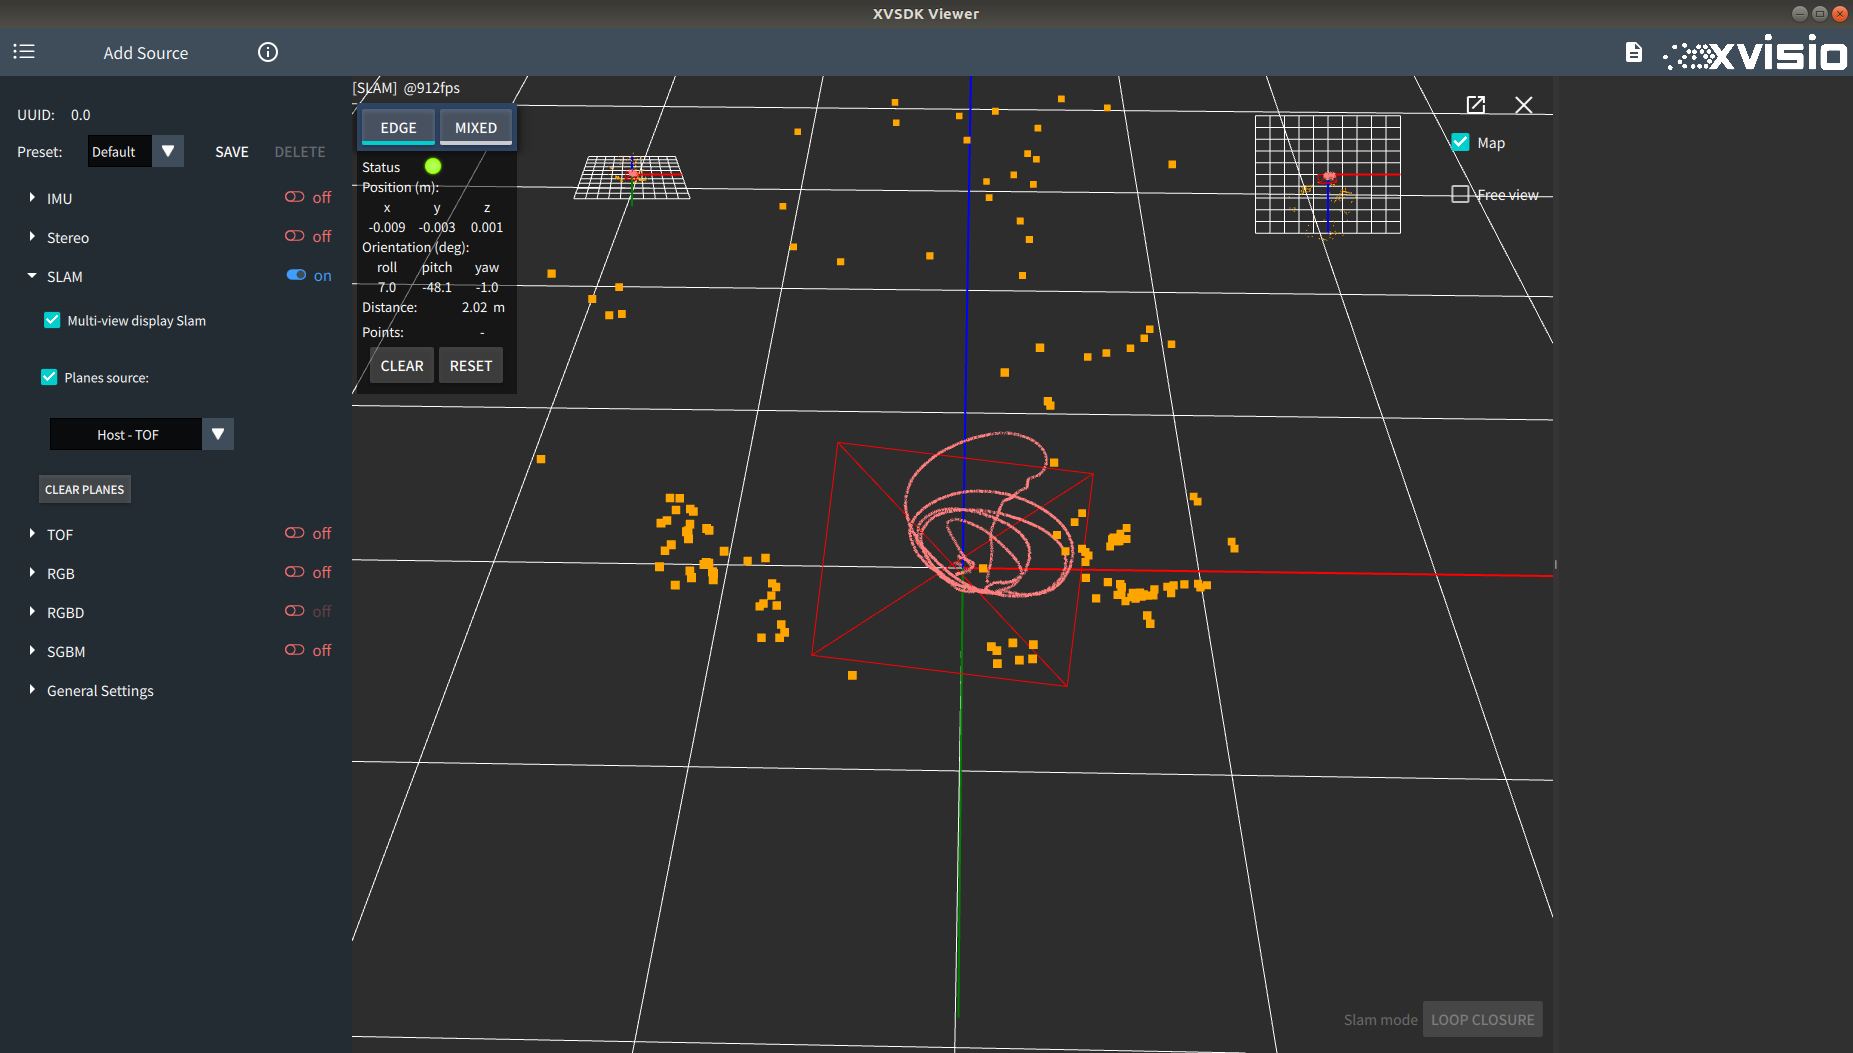 XVSDK Viewer
Add Source
xvisio
UUID: 0.0
Preset: Default SAVE DELETE
IMU off
Stereo off
SLAM on
Multi-view display Slam
Planes source:
Host - TOF
CLEAR PLANES
TOF off
RGB off
RGBD off
SGBM off
General Settings
[SLAM] @912fps
EDGE MIXED
Status
Position (m):
x y z
-0.009 -0.003 0.001
Orientation (deg):
roll pitch yaw
7.0 -48.1 -1.0
Distance: 2.02 m
Points: -
CLEAR RESET
Map
Free view
Slam mode LOOP CLOSURE